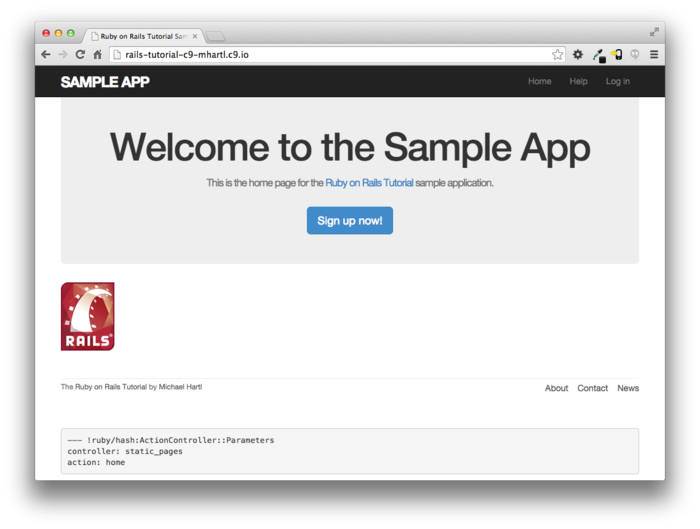 Ruby on Rails Tutorial Sam
rails-tutorial-c9-mhartl.c9.io
SAMPLE APP
Home Help Log in
Welcome to the Sample App
This is the home page for the Ruby on Rails Tutorial sample application.
Sign up now!
RAILS
The Ruby on Rails Tutorial by Michael Hartl
About Contact News
--- !ruby/hash:ActionController::Parameters
controller: static_pages
action: home